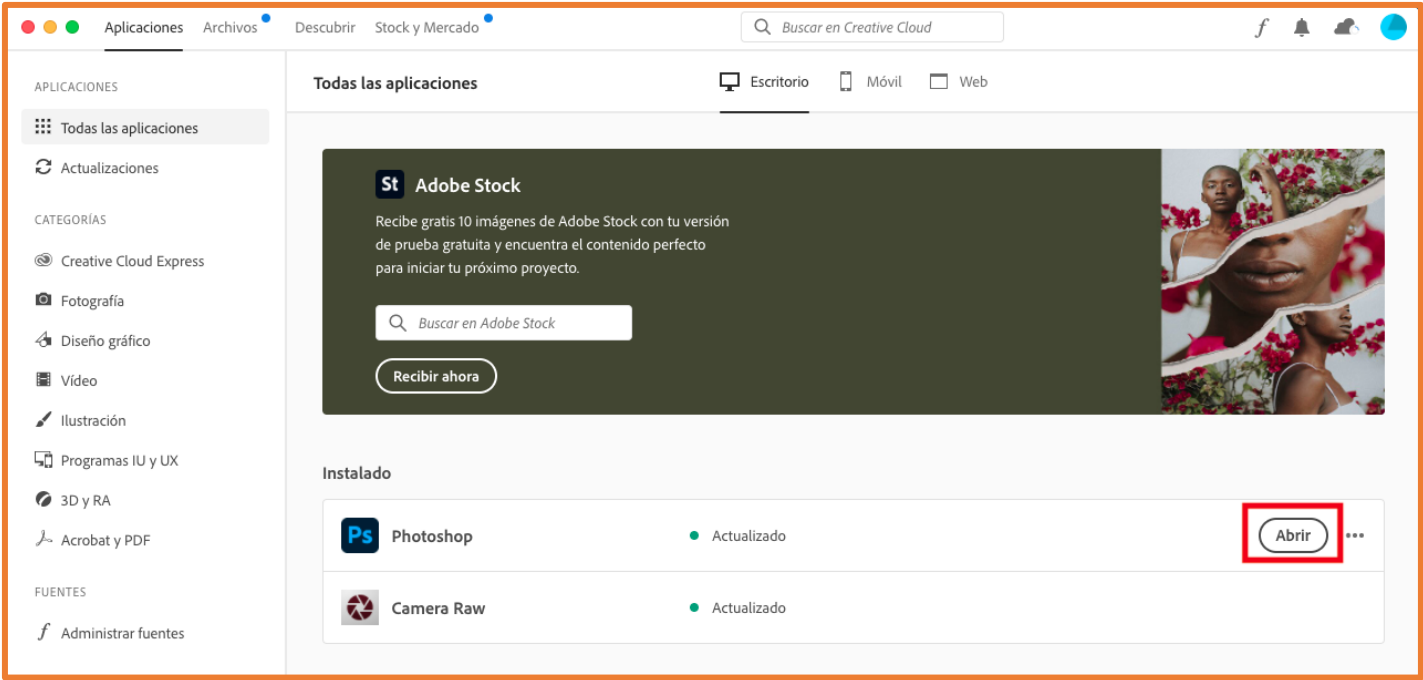 Aplicaciones Archivos Descubrir Stock y Mercado Buscar en Creative Cloud
APLICACIONES
Todas las aplicaciones
Actualizaciones
CATEGORÍAS
Creative Cloud Express
Fotografía
Diseño gráfico
Vídeo
Ilustración
Programas IU y UX
3D y RA
Acrobat y PDF
FUENTES
Administrar fuentes
Todas las aplicaciones Escritorio Móvil Web
St Adobe Stock
Recibe gratis 10 imágenes de Adobe Stock con tu versión
de prueba gratuita y encuentra el contenido perfecto
para iniciar tu próximo proyecto.
Buscar en Adobe Stock
Recibir ahora
Instalado
Ps Photoshop Actualizado Abrir
Camera Raw Actualizado